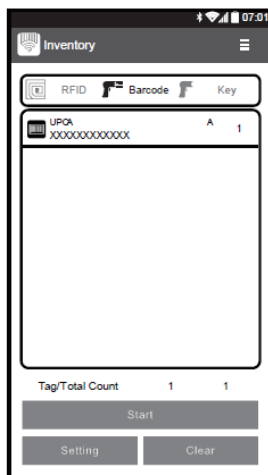 07:01
Inventory
RFID Barcode Key
UPCA A 1
XXXXXXXXXXXX
Tag/Total Count 1 1
Start
Setting Clear